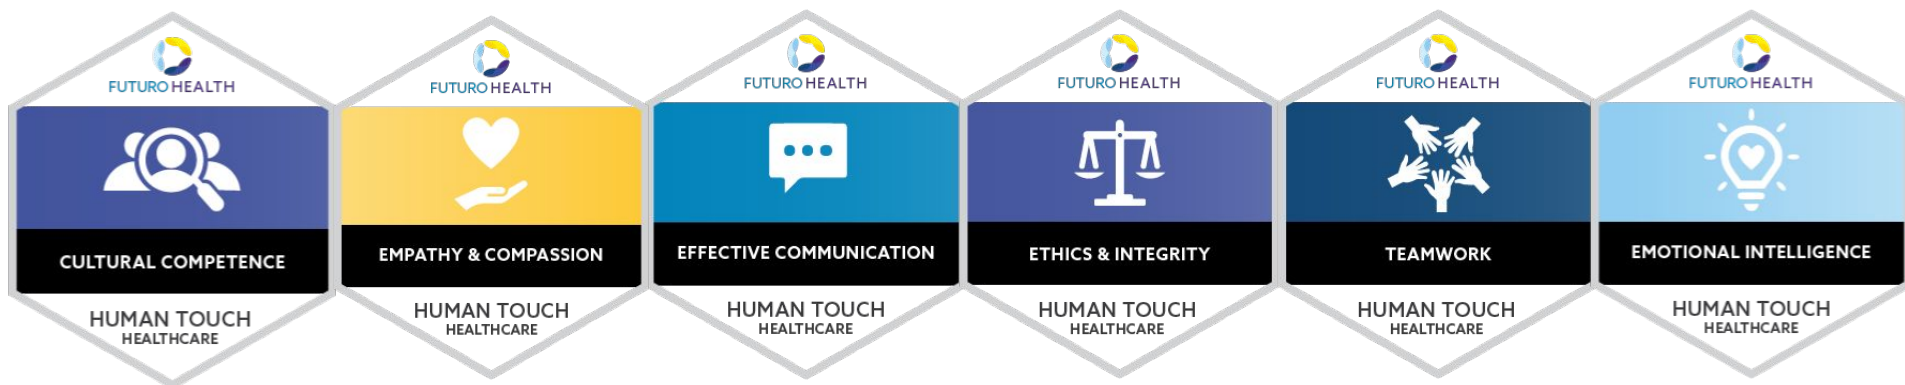 FUTURO HEALTH
CULTURAL COMPETENCE
HUMAN TOUCH
HEALTHCARE
FUTURO HEALTH
EMPATHY & COMPASSION
HUMAN TOUCH
HEALTHCARE
FUTURO HEALTH
EFFECTIVE COMMUNICATION
HUMAN TOUCH
HEALTHCARE
FUTURO HEALTH
ETHICS & INTEGRITY
HUMAN TOUCH
HEALTHCARE
FUTURO HEALTH
TEAMWORK
HUMAN TOUCH
HEALTHCARE
FUTURO HEALTH
EMOTIONAL INTELLIGENCE
HUMAN TOUCH
HEALTHCARE